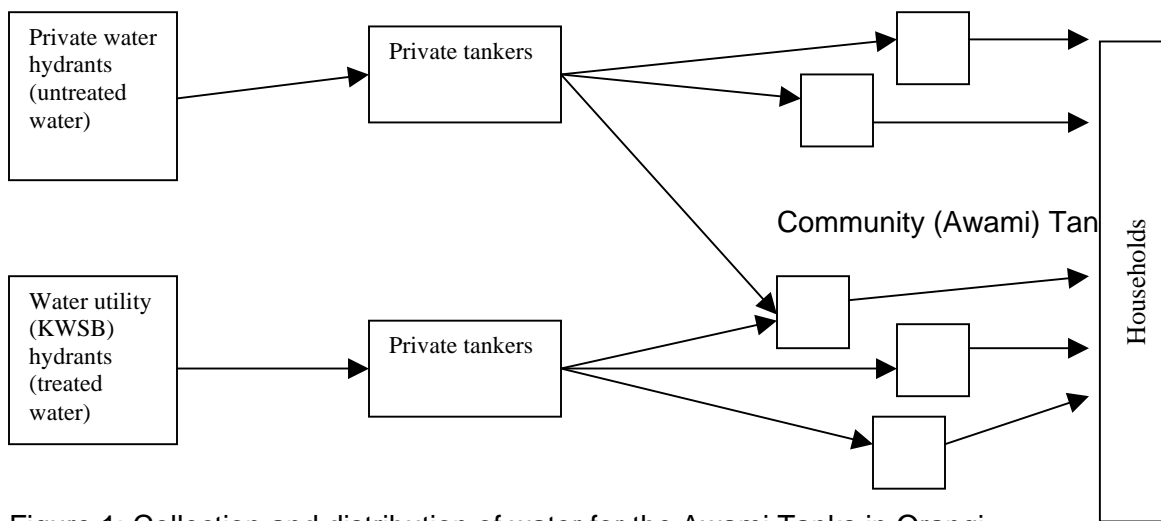 Private water
hydrants
(untreated
water)
Private tankers
Community (Awami) Tan
Households
Water utility
(KWSB)
hydrants
(treated
water)
Private tankers
Figure 1: Collection and distribution of water for the Awami Tanks in Orangi